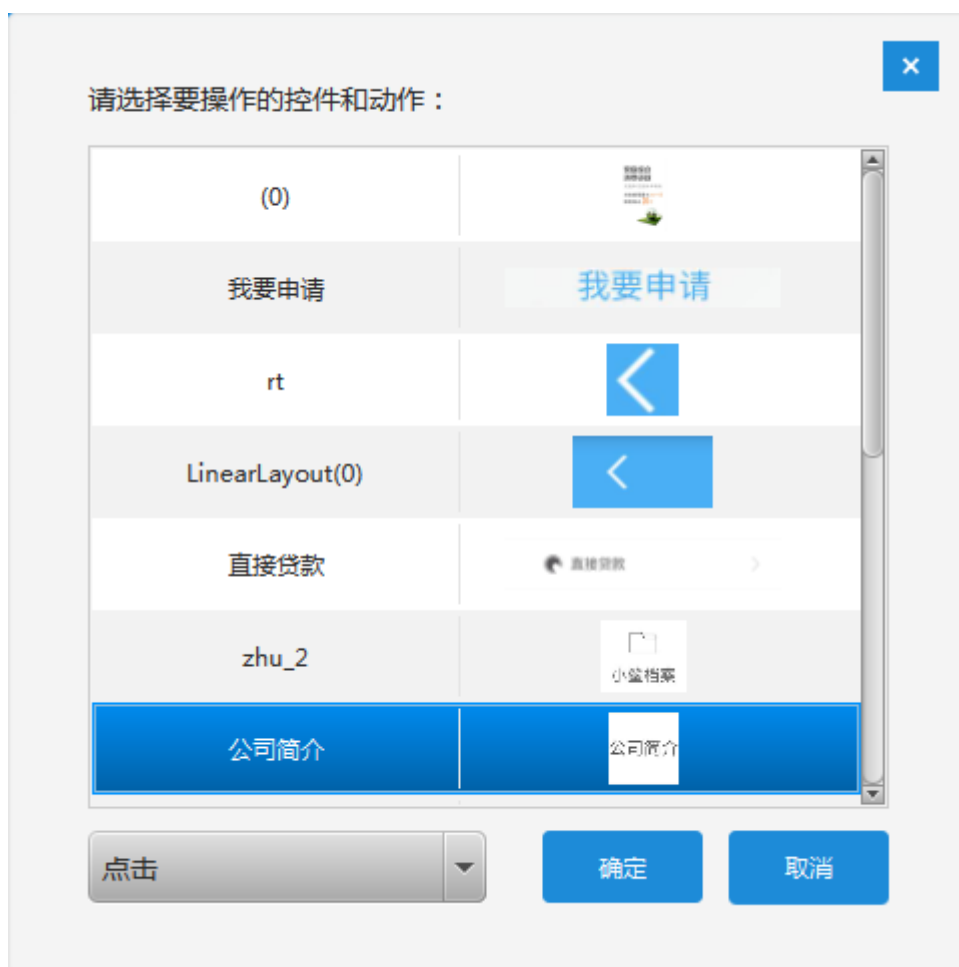 请选择要操作的控件和动作：
(0)
我要申请 我要申请
rt
LinearLayout(0)
直接贷款 直接贷款
zhu_2
小鲨档案
公司简介 公司简介
点击 确定 取消